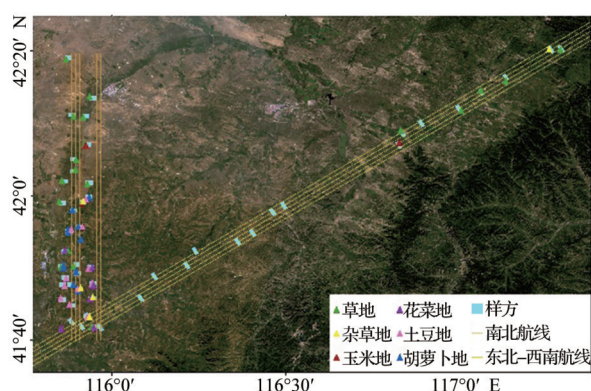 42°20′ N
42°0′
41°40′
草地 花菜地 样方
杂草地 土豆地 南北航线
玉米地 胡萝卜地 东北-西南航线
116°0′ 116°30′ 117°0′ E